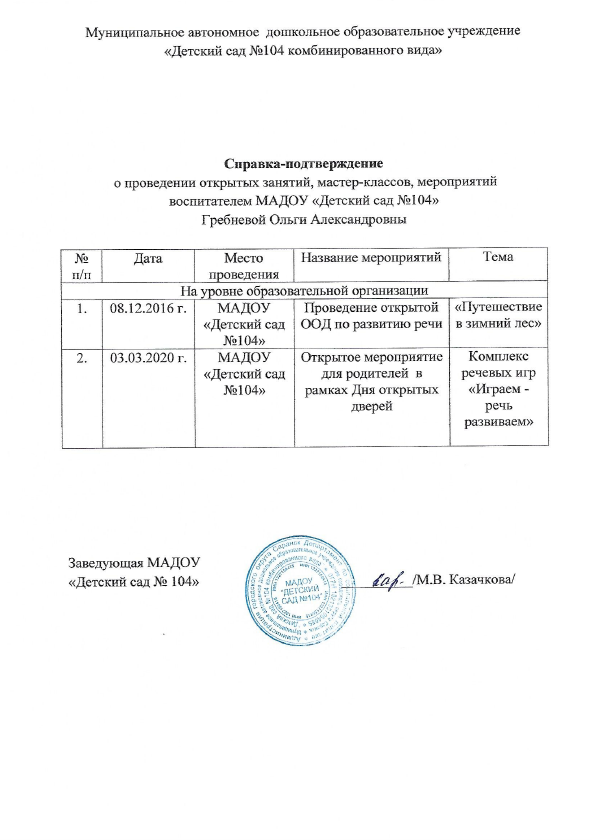 Муниципальное автономное дошкольное образовательное учреждение
«Детский сад №104 комбинированного вида»
Справка-подтверждение
о проведении открытых занятий, мастер-классов, мероприятий
воспитателем МАДОУ «Детский сад №104»
Гребневой Ольги Александровны
№ п/п Дата Место проведения Название мероприятий Тема
На уровне образовательной организации
1. 08.12.2016 г. МАДОУ «Детский сад №104» Проведение открытой ООД по развитию речи «Путешествие в зимний лес»
2. 03.03.2020 г. МАДОУ «Детский сад №104» Открытое мероприятие для родителей в рамках Дня открытых дверей Комплекс речевых игр «Играем - речь развиваем»
Заведующая МАДОУ
«Детский сад № 104» /М.В. Казачкова/
МАДОУ
"ДЕТСКИЙ
САД №104"